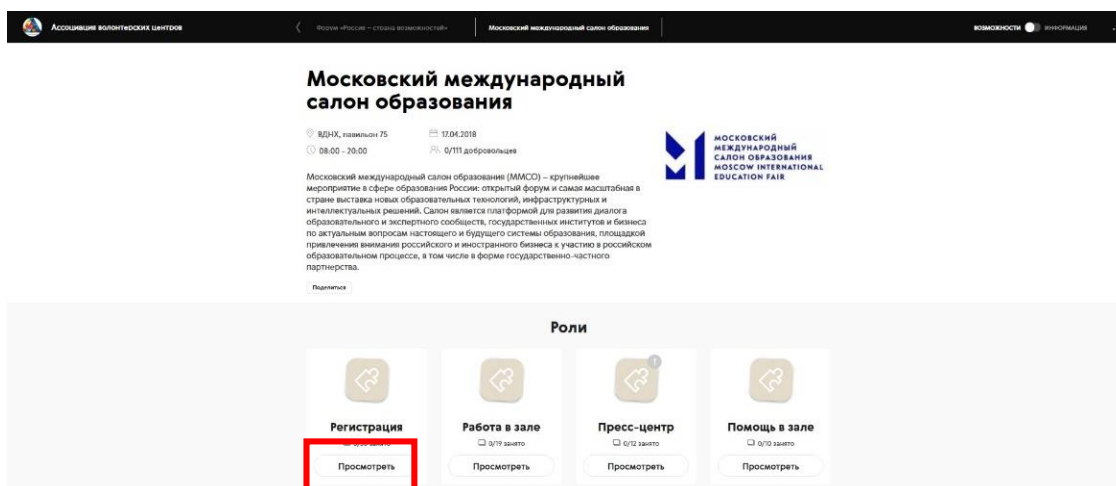 Ассоциация волонтерских центров
Форум «Россия – страна возможностей»
Московский международный салон образования
ВОЗМОЖНОСТИ
ИНФОРМАЦИЯ
Московский международный
салон образования
ВДНХ, павильон 75
17.04.2018
08:00 - 20:00
0/111 добровольцев
МОСКОВСКИЙ
МЕЖДУНАРОДНЫЙ
САЛОН ОБРАЗОВАНИЯ
MOSCOW INTERNATIONAL
EDUCATION FAIR
Московский международный салон образования (ММСО) – крупнейшее
мероприятие в сфере образования России: открытый форум и самая масштабная в
стране выставка новых образовательных технологий, инфраструктурных и
интеллектуальных решений. Салон является платформой для развития диалога
образовательного и экспертного сообществ, государственных институтов и бизнеса
по актуальным вопросам настоящего и будущего системы образования, площадкой
привлечения внимания российского и иностранного бизнеса к участию в российском
образовательном процессе, в том числе в форме государственно-частного
партнерства.
Поделиться
Роли
Регистрация
Просмотреть
Работа в зале
0/19 занято
Просмотреть
Пресс-центр
0/12 занято
Просмотреть
Помощь в зале
0/10 занято
Просмотреть